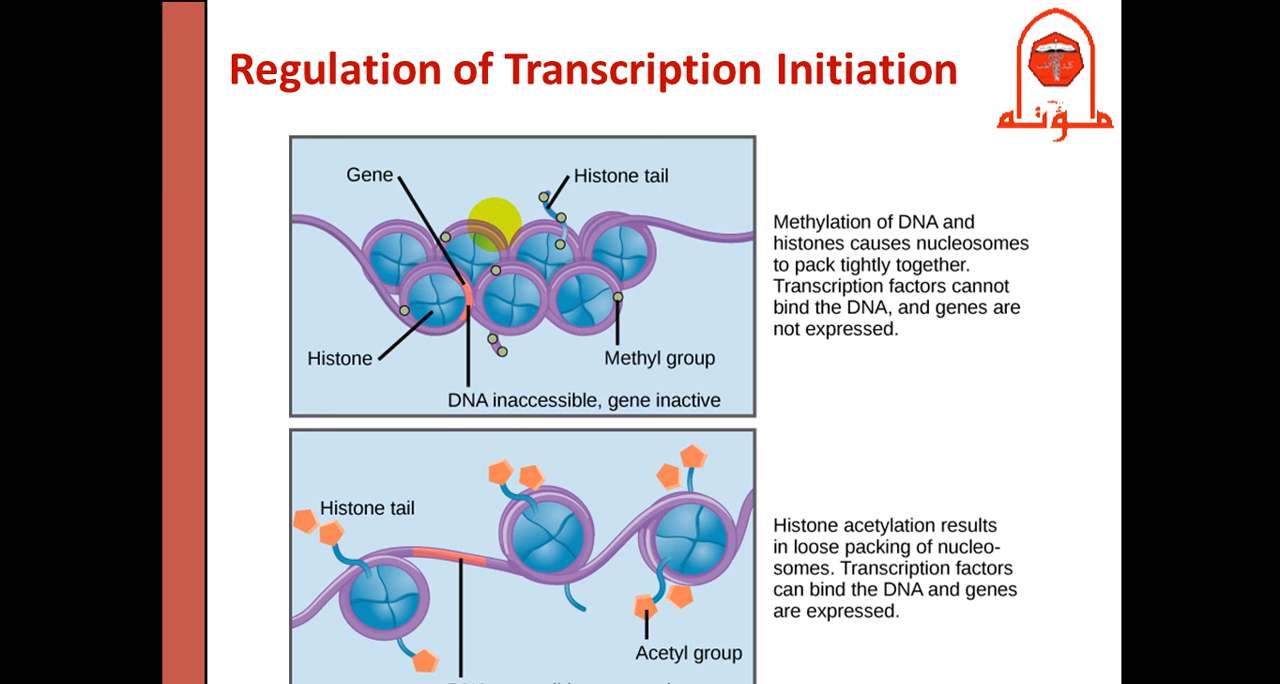 Regulation of Transcription Initiation
مؤته
Gene
Histone tail
Histone
Methyl group
DNA inaccessible, gene inactive
Methylation of DNA and
histones causes nucleosomes
to pack tightly together.
Transcription factors cannot
bind the DNA, and genes are
not expressed.
Histone tail
Acetyl group
Histone acetylation results
in loose packing of nucleo-
somes. Transcription factors
can bind the DNA and genes
are expressed.